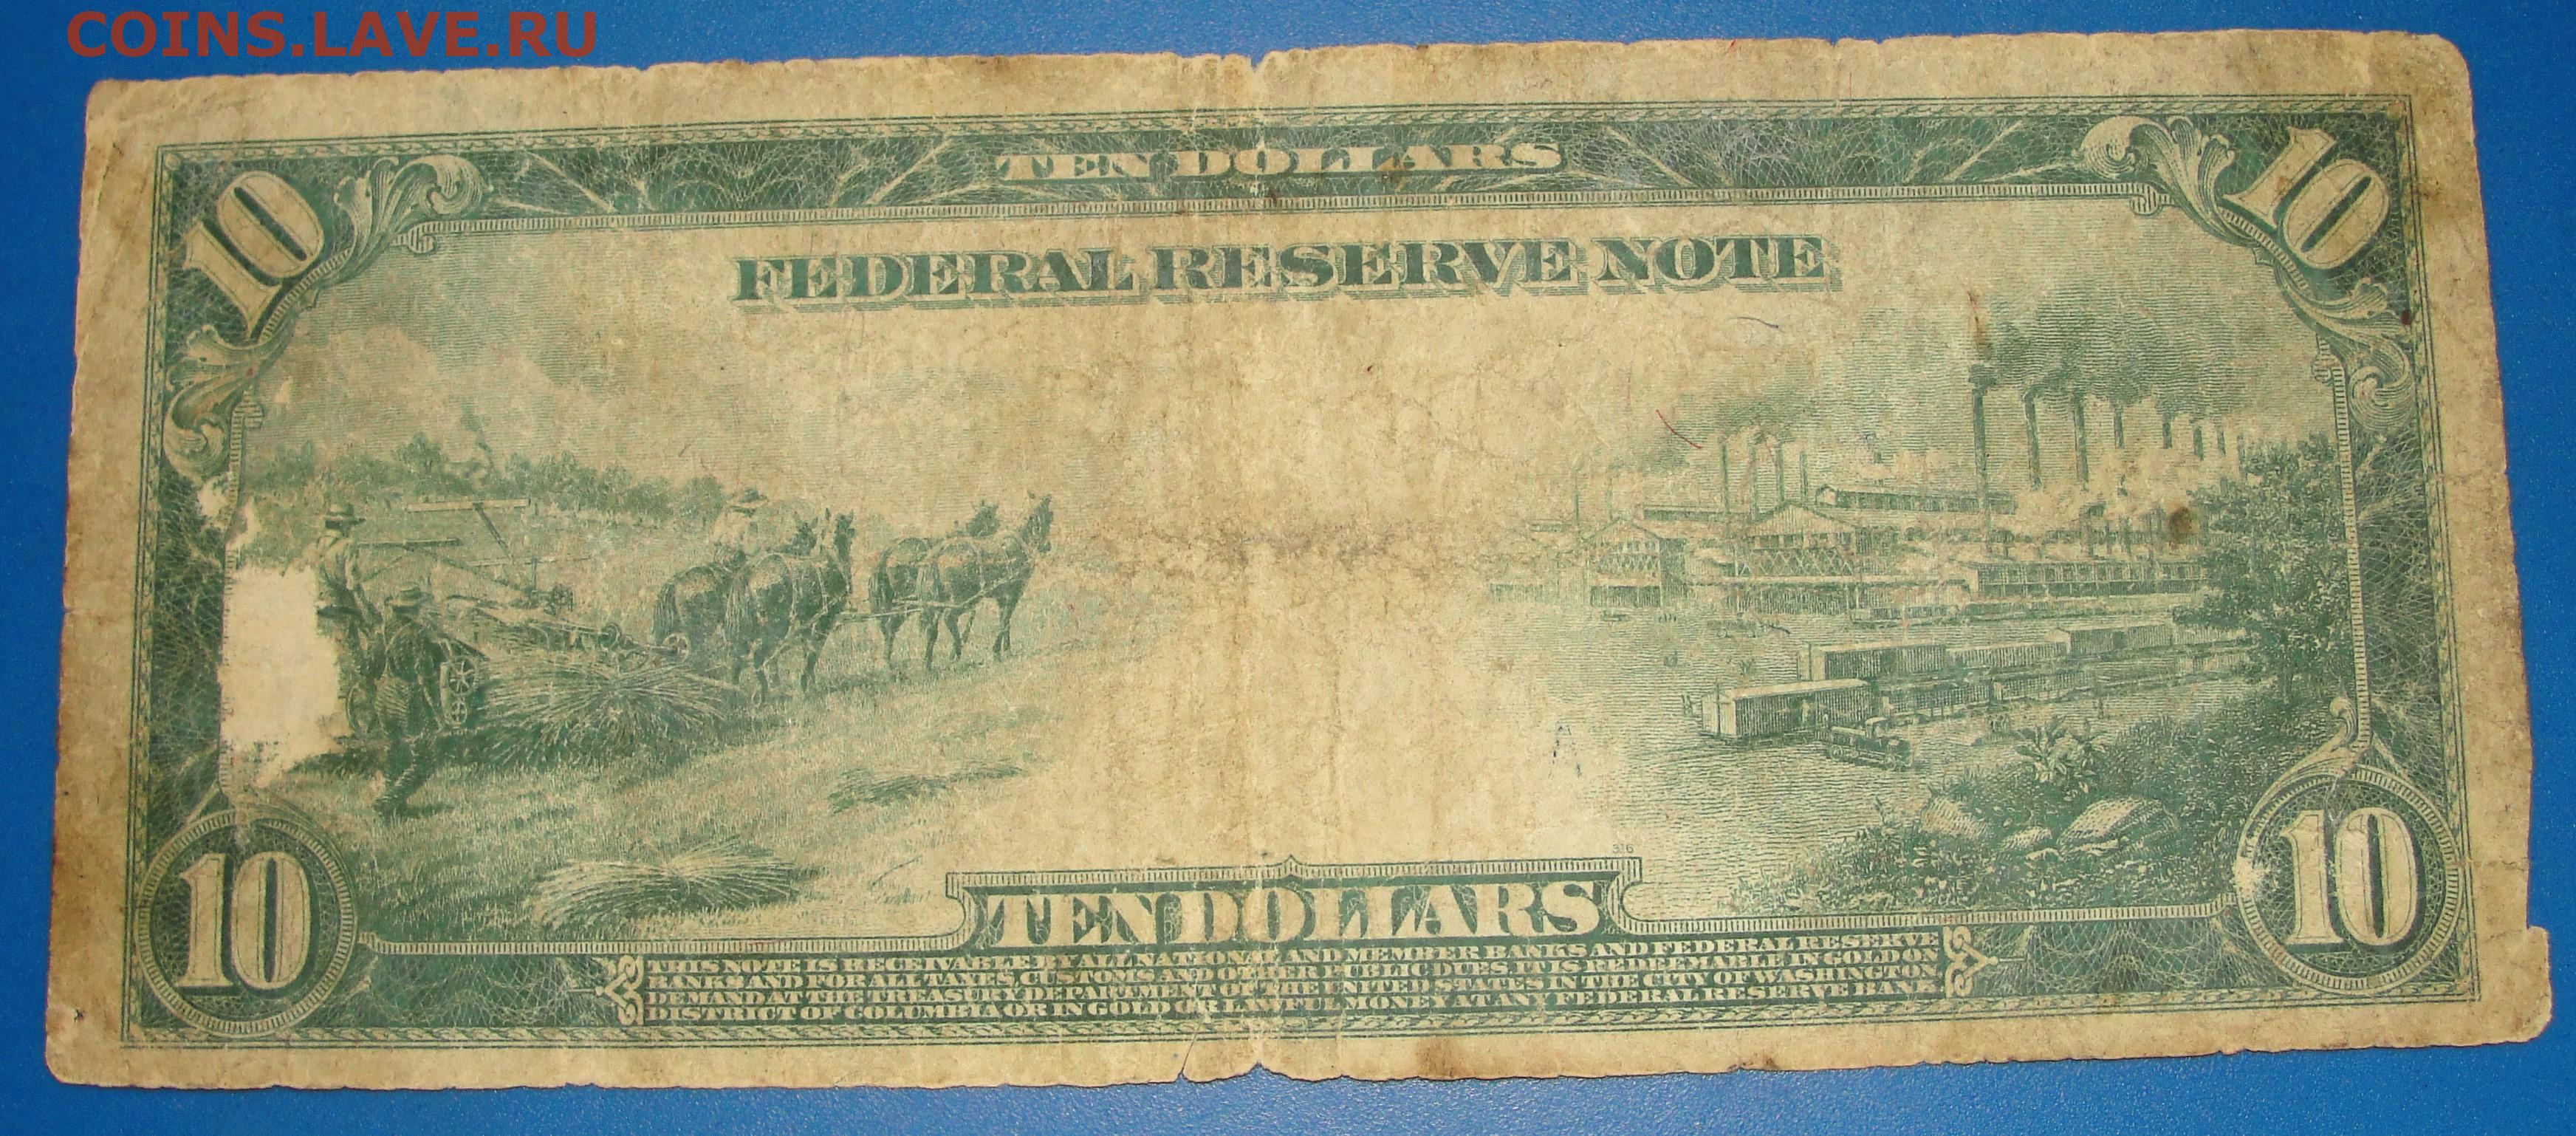 COINS.LAVE.RU
TEN DOLLARS
10
10
FEDERAL RESERVE NOTE
A
316
TEN DOLLARS
10
10
THIS NOTE IS RECEIVABLE BY ALL NATIONAL AND MEMBER BANKS AND FEDERAL RESERVE
BANKS AND FOR ALL TAXES, CUSTOMS AND OTHER PUBLIC DUES. IT IS REDEEMABLE IN GOLD ON
DEMAND AT THE TREASURY DEPARTMENT OF THE UNITED STATES IN THE CITY OF WASHINGTON
DISTRICT OF COLUMBIA OR IN GOLD OR LAWFUL MONEY AT ANY FEDERAL RESERVE BANK.